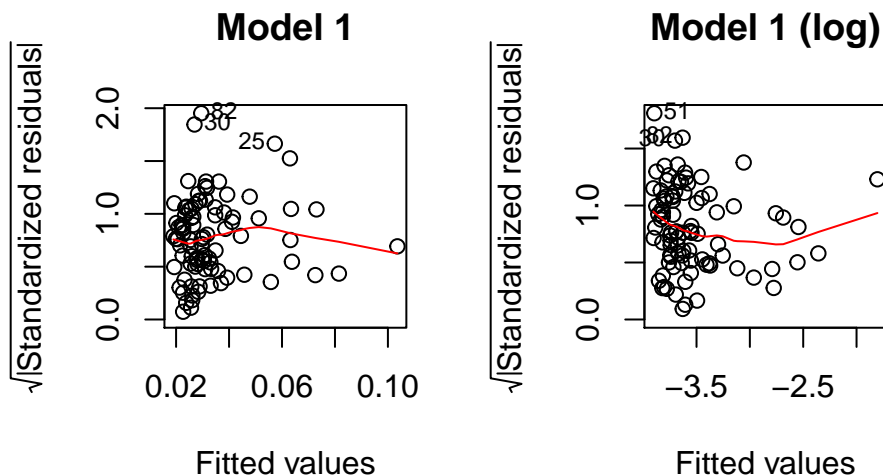 Model 1
√|Standardized residuals|
2.0
1.0
0.0
82
30
25
0.02
0.06
0.10
Fitted values
Model 1 (log)
√|Standardized residuals|
1.0
0.0
51
−3.5
−2.5
Fitted values